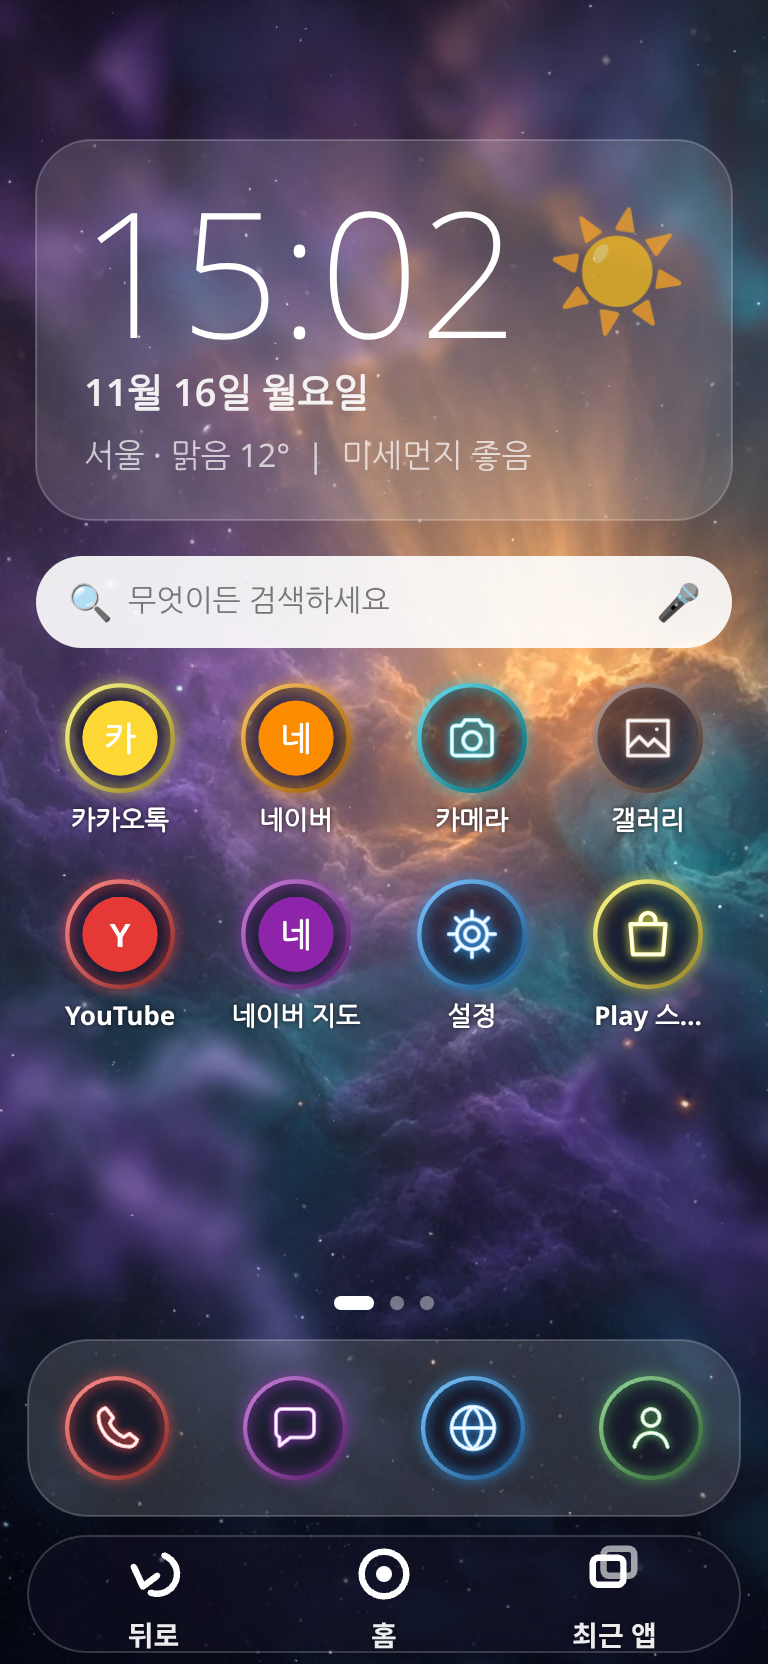 15:02
11월 16일 월요일
서울 · 맑음 12° | 미세먼지 좋음
무엇이든 검색하세요
카 네
카카오톡 네이버 카메라 갤러리
Y 네
YouTube 네이버 지도 설정 Play 스...
뒤로 홈 최근 앱